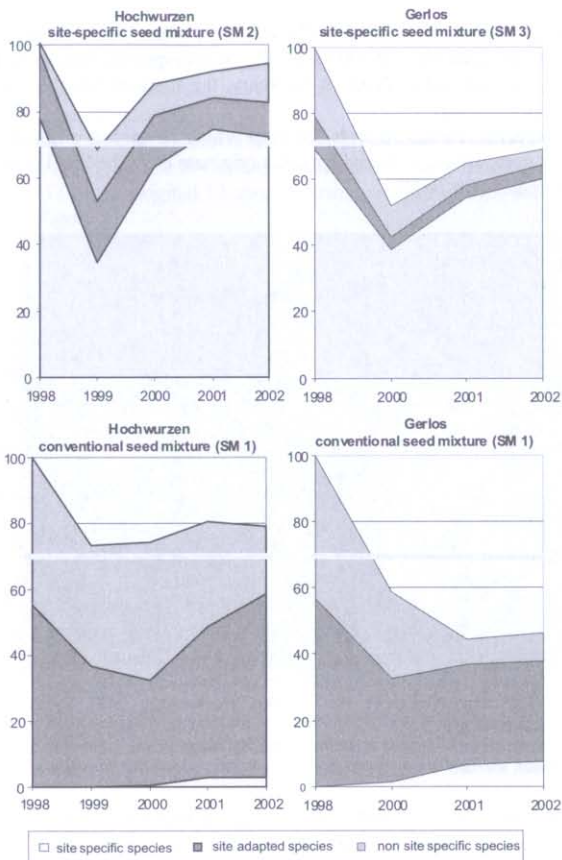 Hochwurzen
site-specific seed mixture (SM 2)
100
80
60
40
20
0
1998 1999 2000 2001 2002
Gerlos
site-specific seed mixture (SM 3)
100
80
60
40
20
0
1998 2000 2001 2002
Hochwurzen
conventional seed mixture (SM 1)
100
80
60
40
20
0
1998 1999 2000 2001 2002
Gerlos
conventional seed mixture (SM 1)
100
80
60
40
20
0
1998 2000 2001 2002
site specific species site adapted species non site specific species